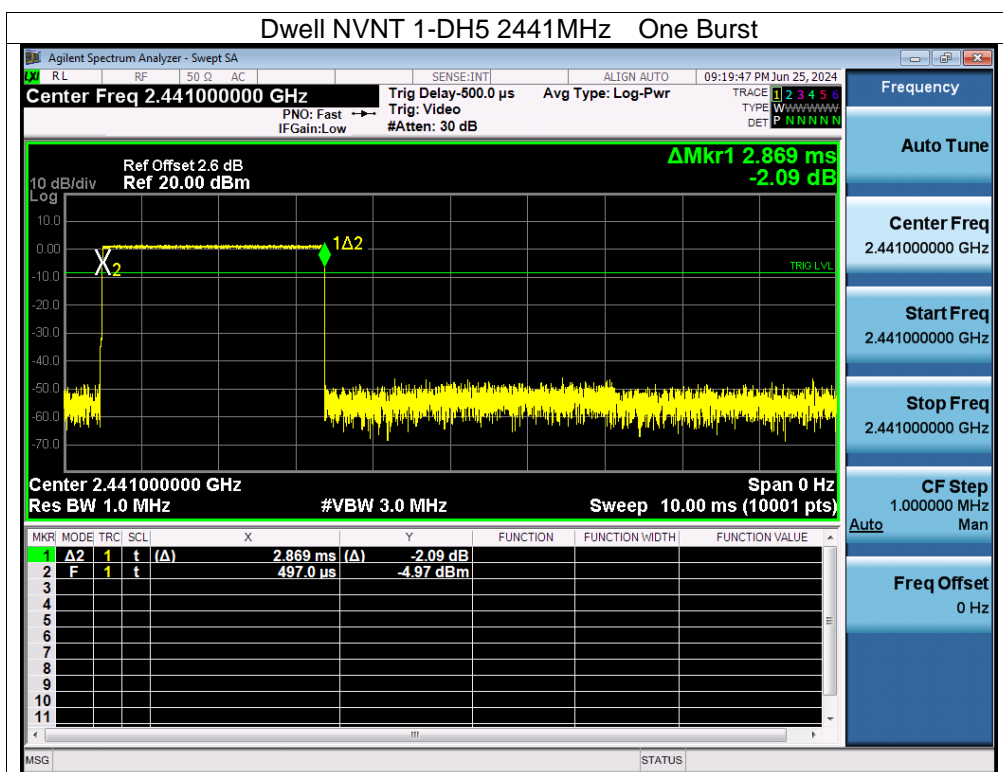 Dwell NVNT 1-DH5 2441MHz One Burst
Agilent Spectrum Analyzer - Swept SA
LXI RL RF 50 Ω AC SENSE:INT ALIGN AUTO 09:19:47 PM Jun 25, 2024
Center Freq 2.441000000 GHz
PNO: Fast
IFGain:Low
Trig Delay-500.0 µs
Trig: Video
#Atten: 30 dB
Avg Type: Log-Pwr
TRACE 1 2 3 4 5 6
TYPE WWWWWW
DET P N N N N N
ΔMkr1 2.869 ms
-2.09 dB
Ref Offset 2.6 dB
10 dB/div Ref 20.00 dBm
Log
10.0
0.00
-10.0
-20.0
-30.0
-40.0
-50.0
-60.0
-70.0
1Δ2
2
TRIG LVL
Center 2.441000000 GHz Span 0 Hz
Res BW 1.0 MHz #VBW 3.0 MHz Sweep 10.00 ms (10001 pts)
MKR MODE TRC SCL X Y FUNCTION FUNCTION WIDTH FUNCTION VALUE
1 Δ2 1 t (Δ) 2.869 ms (Δ) -2.09 dB
2 F 1 t 497.0 µs -4.97 dBm
3
4
5
6
7
8
9
10
11
MSG STATUS
Frequency
Auto Tune
Center Freq
2.441000000 GHz
Start Freq
2.441000000 GHz
Stop Freq
2.441000000 GHz
CF Step
1.000000 MHz
Auto Man
Freq Offset
0 Hz